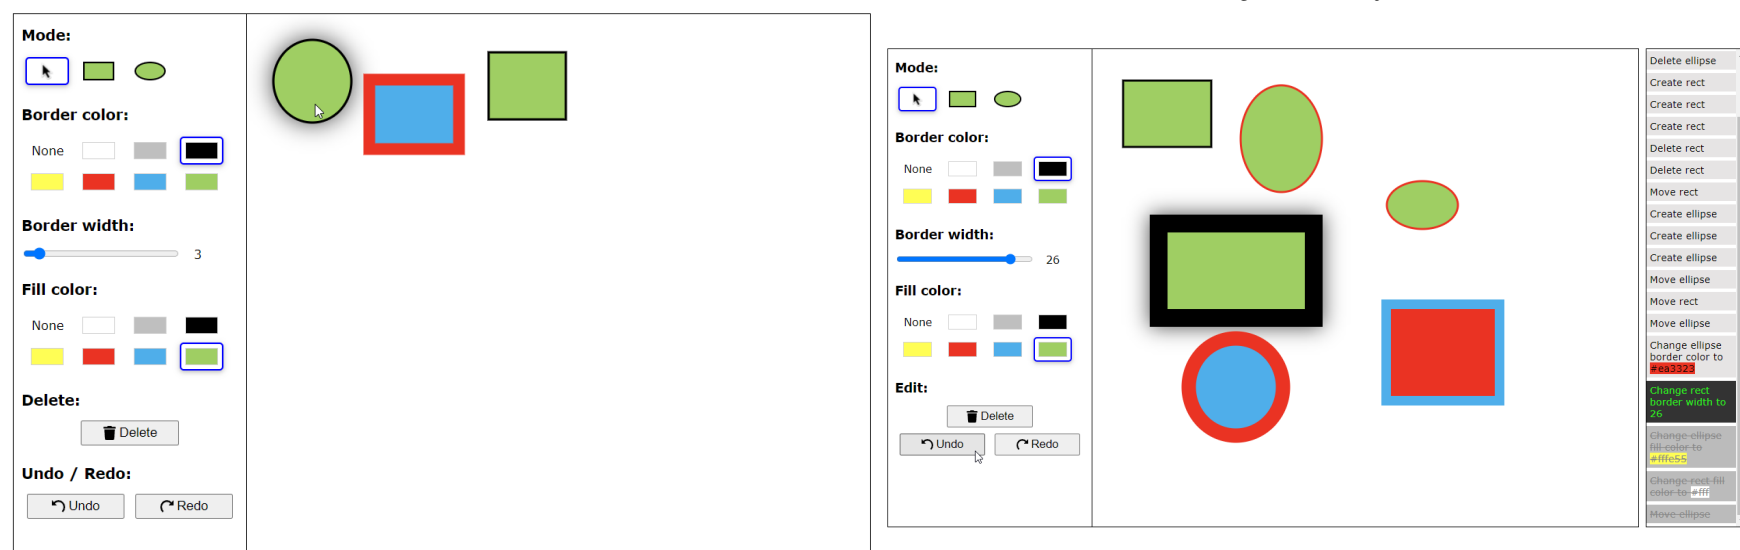 Mode:
Border color:
None
Border width:
3
Fill color:
None
Delete:
Delete
Undo / Redo:
Undo Redo
Mode:
Border color:
None
Border width:
26
Fill color:
None
Edit:
Delete
Undo Redo
Delete ellipse
Create rect
Create rect
Create rect
Delete rect
Delete rect
Move rect
Create ellipse
Create ellipse
Create ellipse
Move ellipse
Move rect
Move ellipse
Change ellipse
border color to
#ea3323
Change rect
border width to
26
Change ellipse
fill color to
#fffe55
Change rect fill
color to #fff
Move ellipse